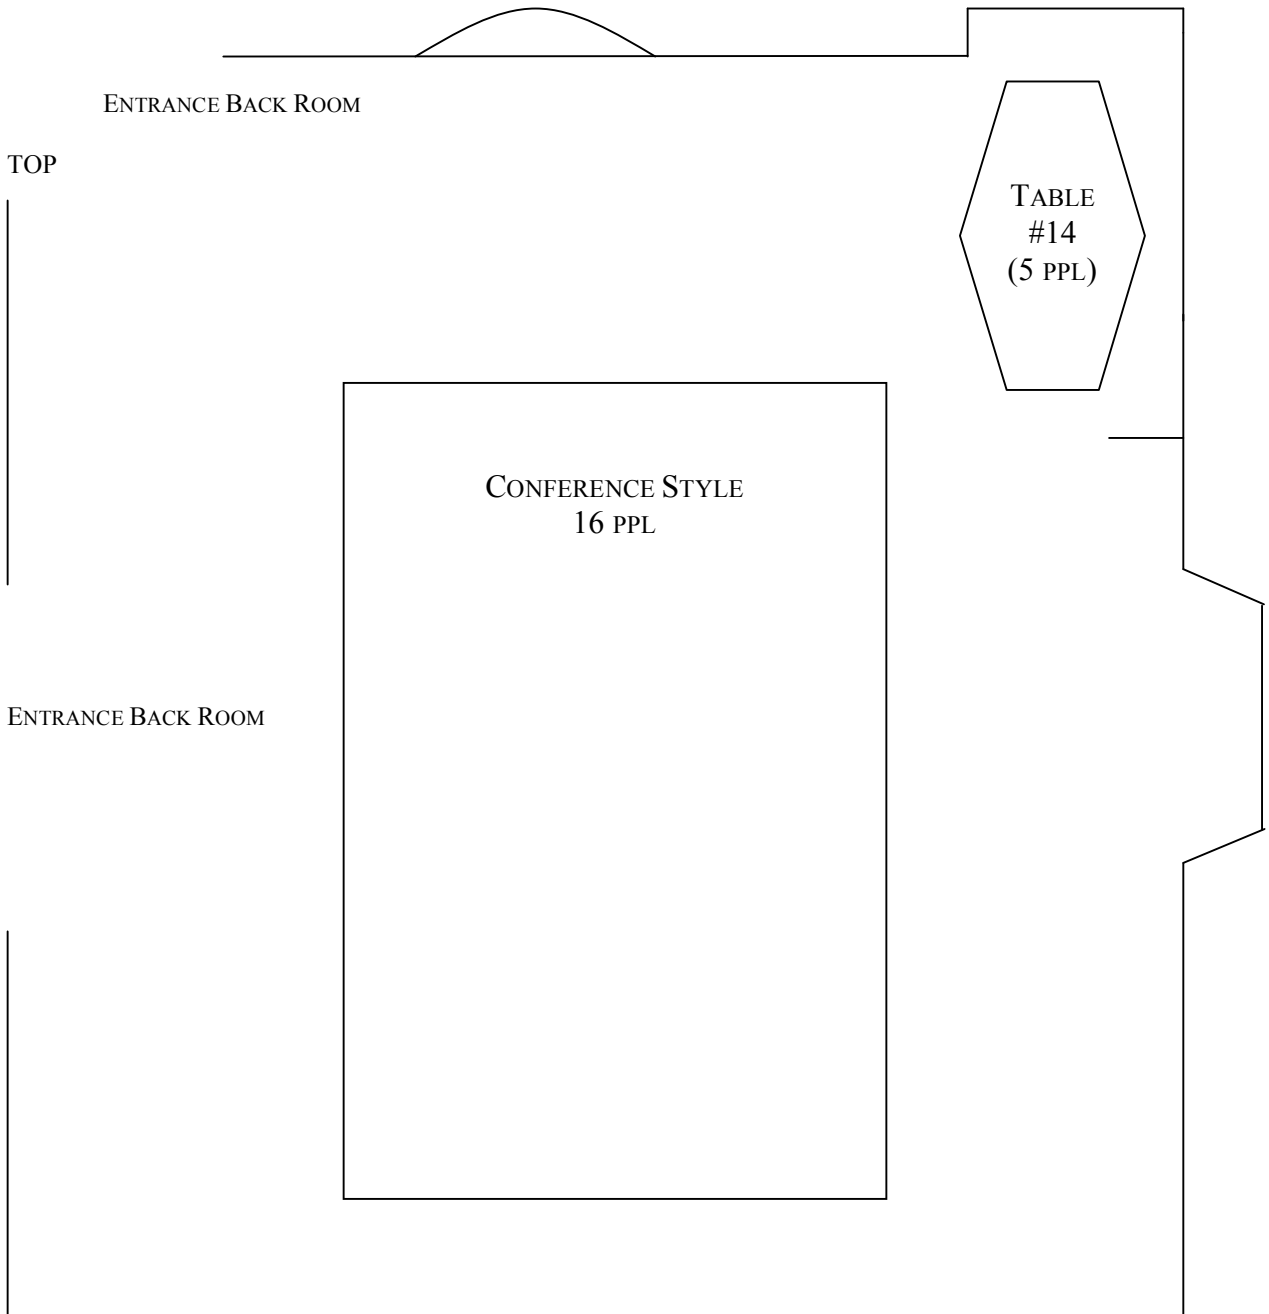 ENTRANCE BACK ROOM
TOP
TABLE
#14
(5 PPL)
CONFERENCE STYLE
16 PPL
ENTRANCE BACK ROOM